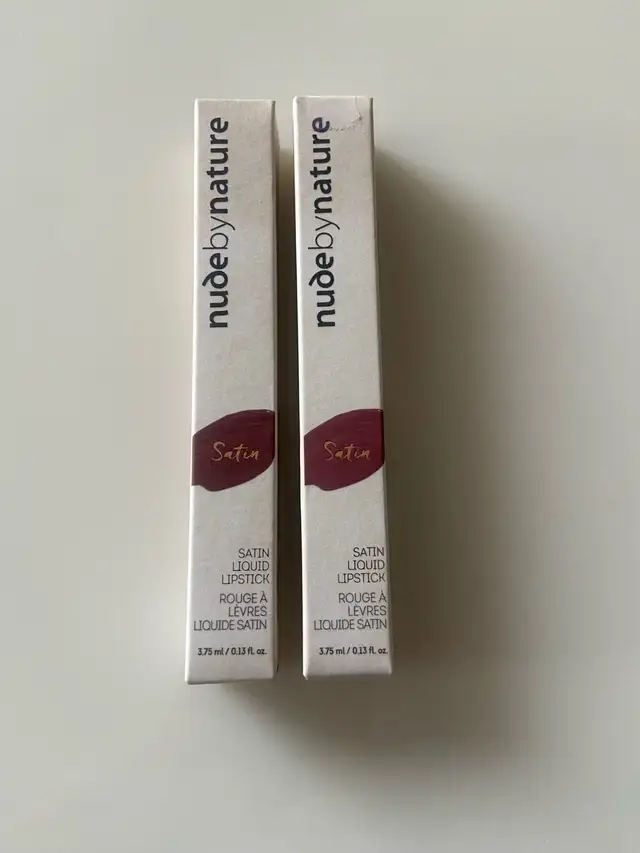 nudebynature
Satin
SATIN
LIQUID
LIPSTICK
ROUGE À
LÈVRES
LIQUIDE SATIN
3.75 ml / 0.13 fl. oz.
nudebynature
Satin
SATIN
LIQUID
LIPSTICK
ROUGE À
LÈVRES
LIQUIDE SATIN
3.75 ml / 0.13 fl. oz.